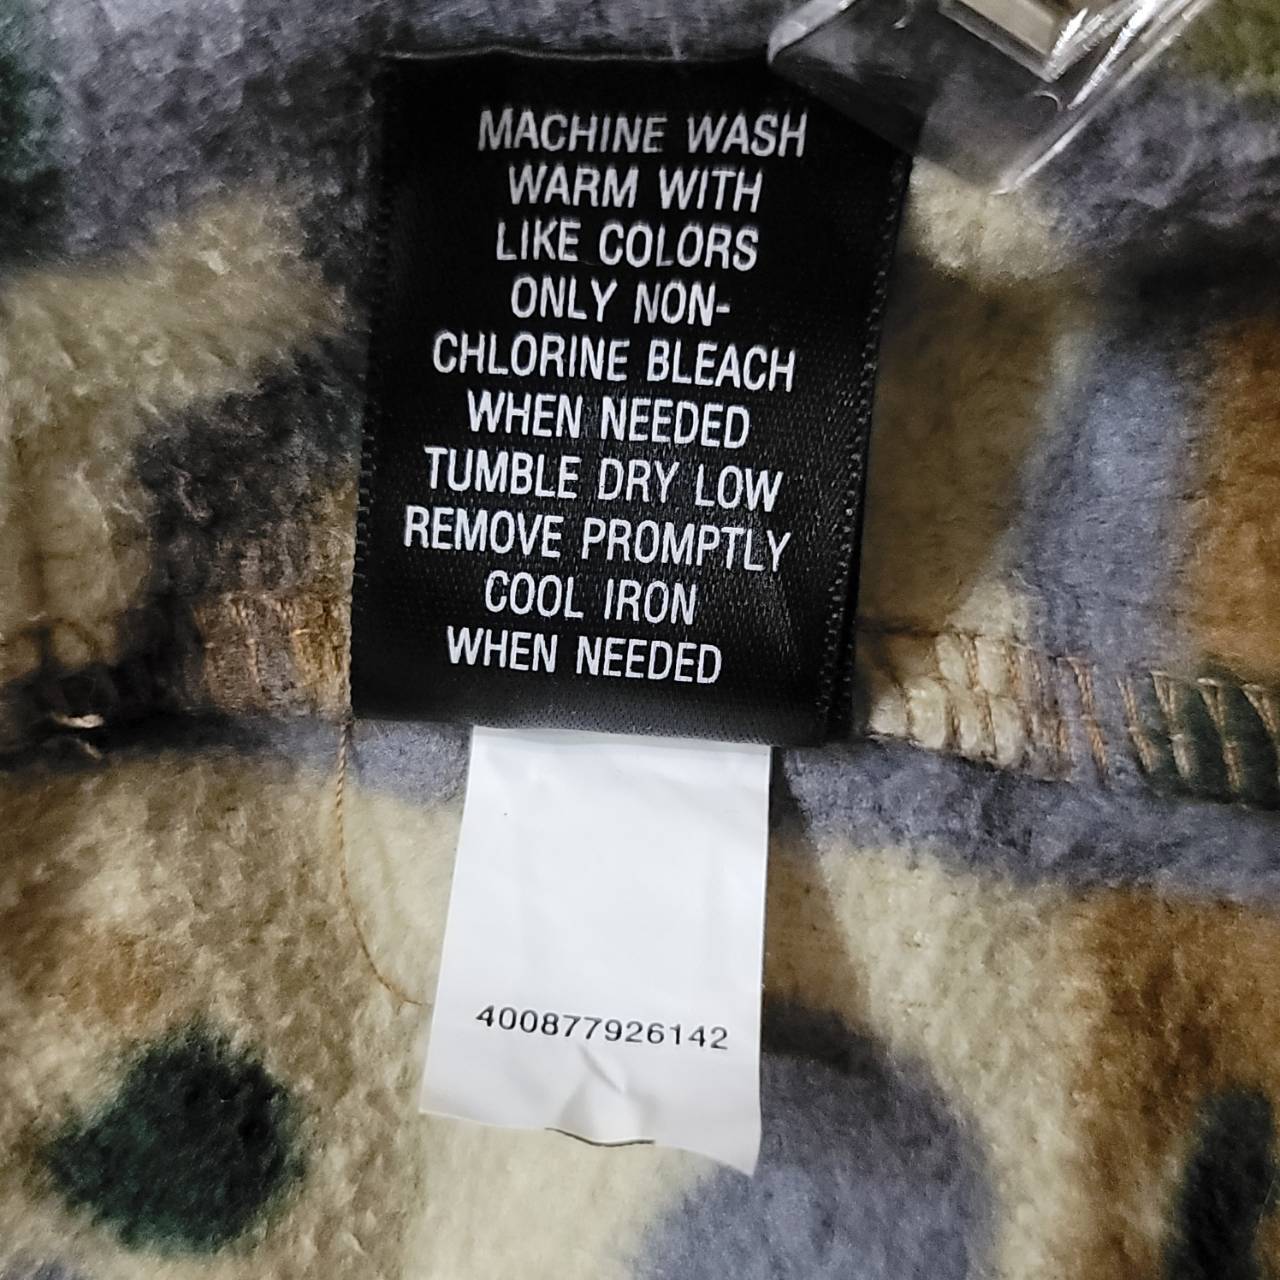 MACHINE WASH
WARM WITH
LIKE COLORS
ONLY NON-
CHLORINE BLEACH
WHEN NEEDED
TUMBLE DRY LOW
REMOVE PROMPTLY
COOL IRON
WHEN NEEDED
400877926142